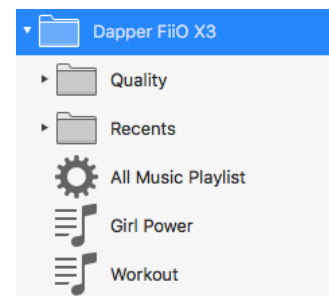 Dapper FiiO X3
Quality
Recents
All Music Playlist
Girl Power
Workout